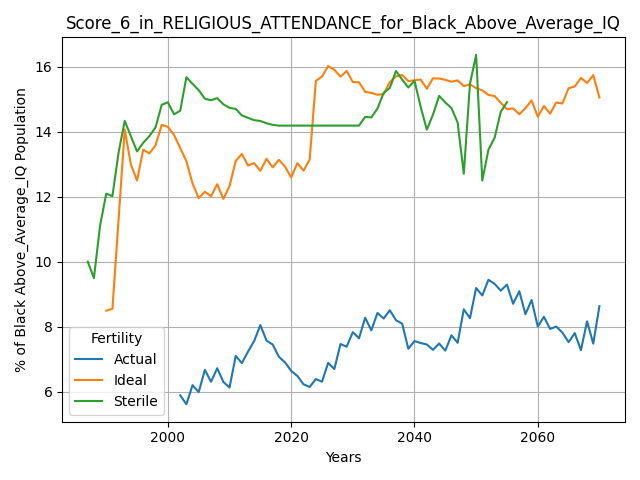 Score_6_in_RELIGIOUS_ATTENDANCE_for_Black_Above_Average_IQ
% of Black Above_Average_IQ Population
16
14
12
10
8
6
Fertility
Actual
Ideal
Sterile
2000
2020
2040
2060
Years